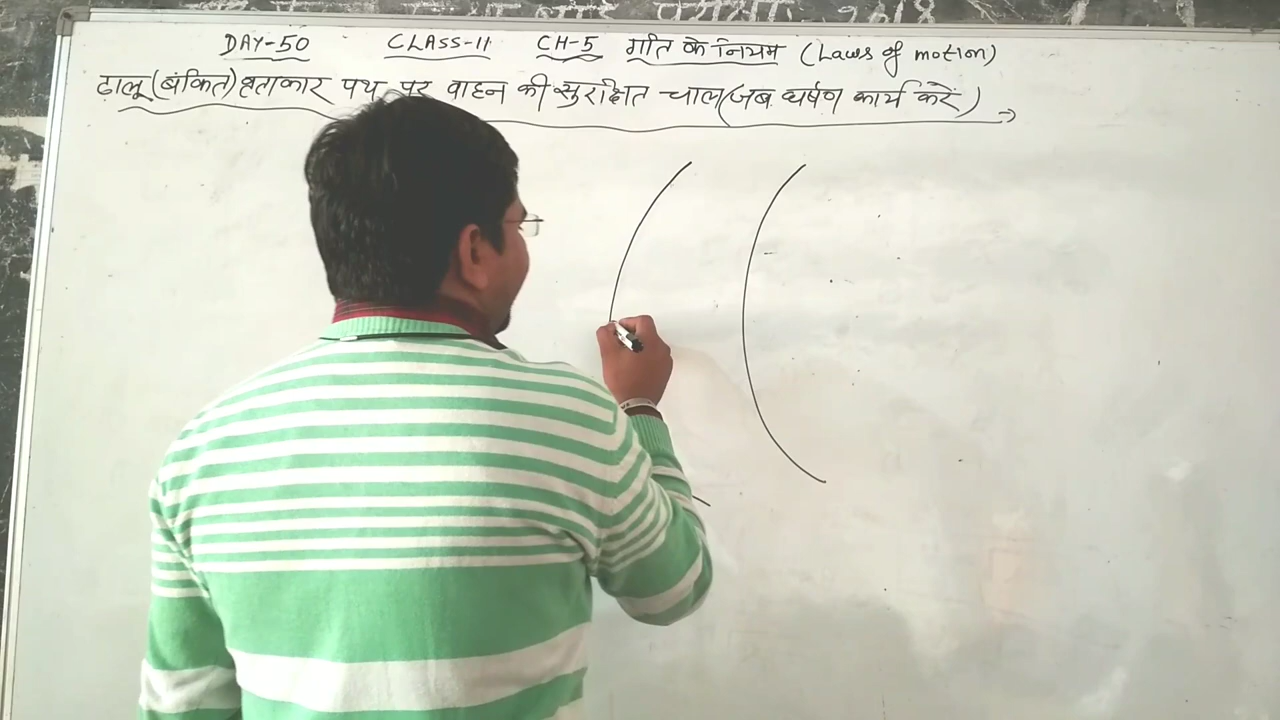 DAY-50 CLASS-11 CH-5 गति के नियम (Laws of motion)
ढालू (बंकित) वृताकार पथ पर वाहन की सुरक्षित चाल (जब घर्षण कार्य करें)